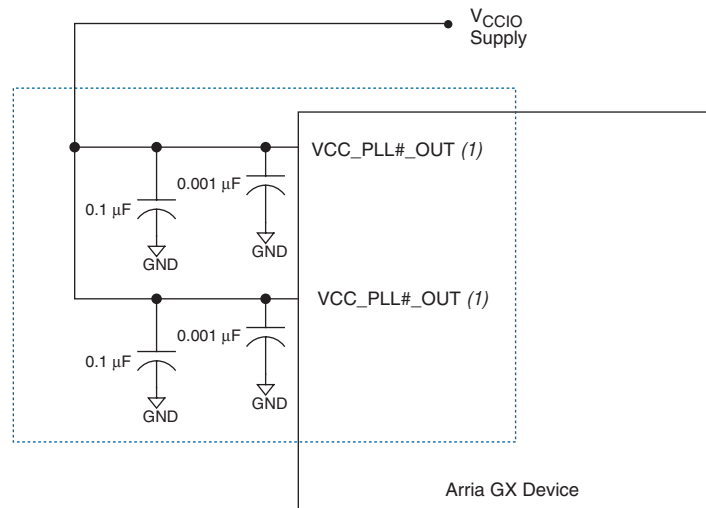 VCCIO
Supply
VCC_PLL#_OUT (1)
0.001 μF
0.1 μF
GND
GND
VCC_PLL#_OUT (1)
0.001 μF
0.1 μF
GND
GND
Arria GX Device